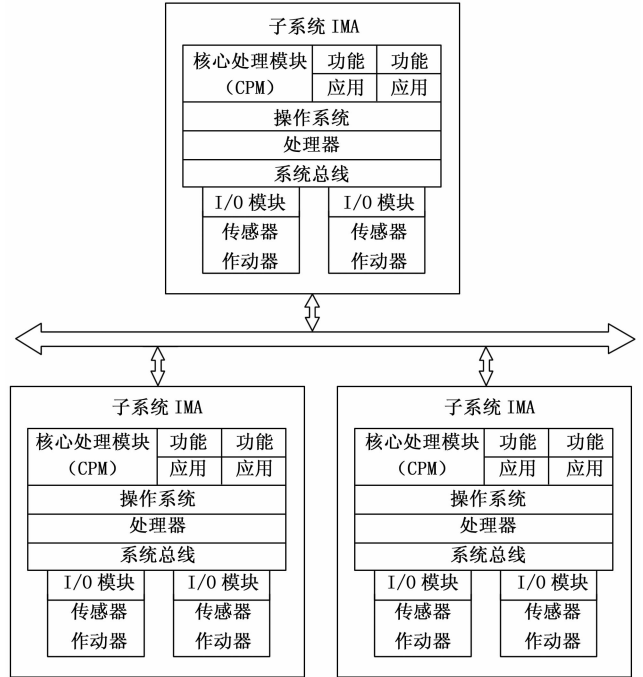 子系统 IMA
核心处理模块 功能 功能
（CPM） 应用 应用
操作系统
处理器
系统总线
I/O 模块 I/O 模块
传感器 传感器
作动器 作动器
子系统 IMA
核心处理模块 功能 功能
（CPM） 应用 应用
操作系统
处理器
系统总线
I/O 模块 I/O 模块
传感器 传感器
作动器 作动器
子系统 IMA
核心处理模块 功能 功能
（CPM） 应用 应用
操作系统
处理器
系统总线
I/O 模块 I/O 模块
传感器 传感器
作动器 作动器